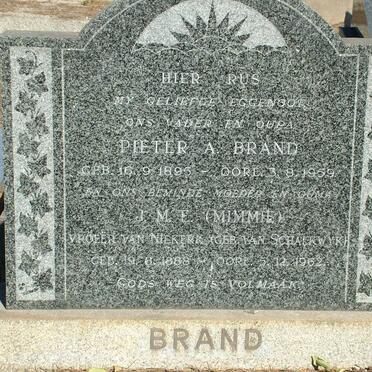 HIER RUS
MY GELIEFDE EGGENOOT
ONS VADER EN OUPA
PIETER A. BRAND
GEB. 16.9.1895 - OORL. 3.8.1959
EN ONS BEMINDE MOEDER EN OUMA
J. M. E. (MIMMIE)
VROEËR VAN NIEKERK (GEB. VAN SCHALKWYK)
GEB. 19.8.1888 - OORL. 5.12.1962
GODS WEG IS VOLMAAK
BRAND